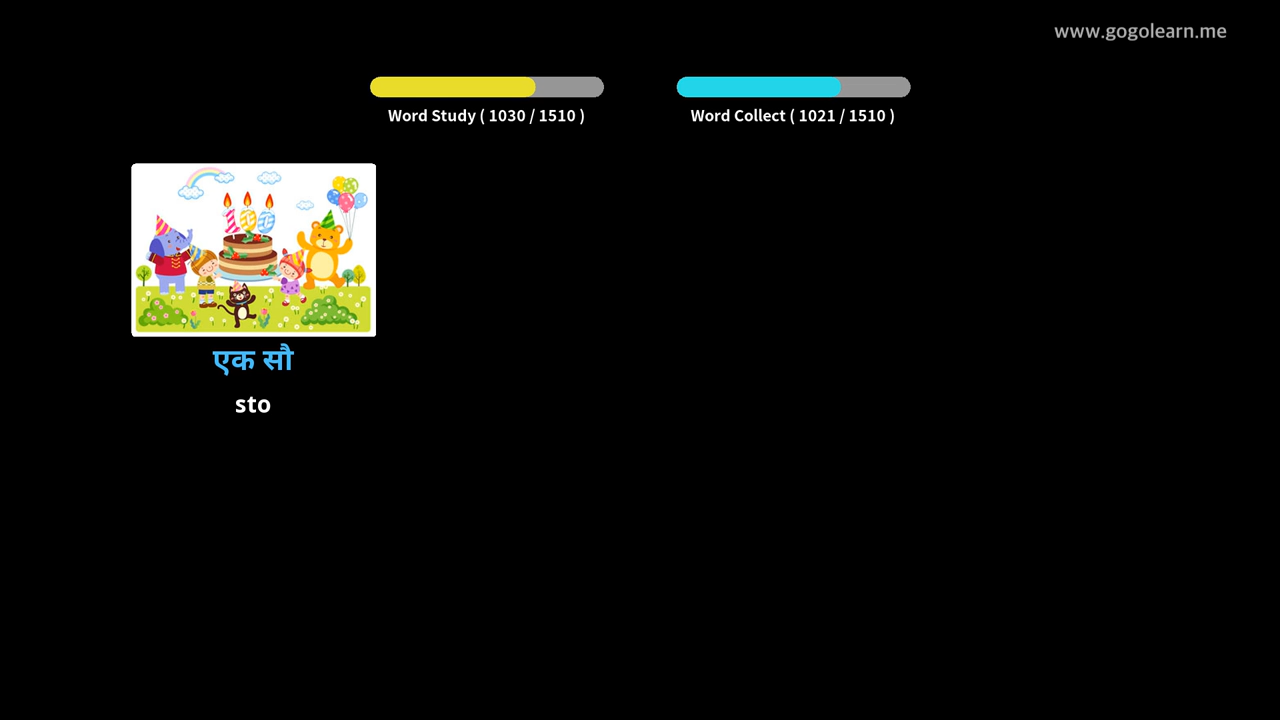 www.gogolearn.me
Word Study ( 1030 / 1510 )
Word Collect ( 1021 / 1510 )
100
एक सौ
sto